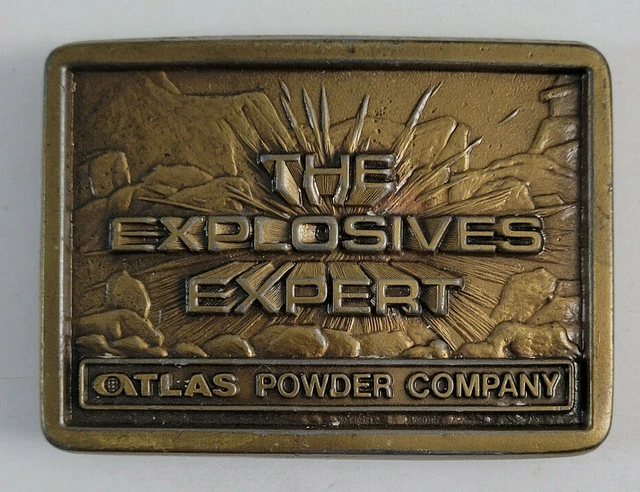 THE
EXPLOSIVES
EXPERT
ATLAS POWDER COMPANY